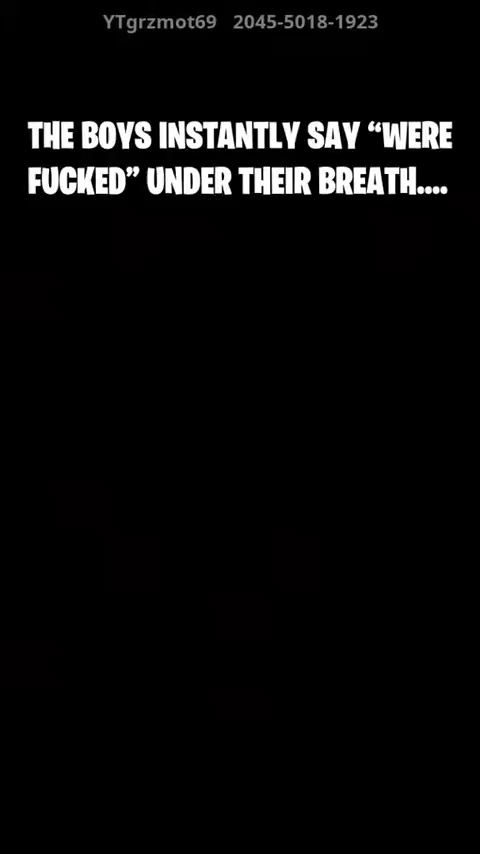 YTgrzmot69 2045-5018-1923
THE BOYS INSTANTLY SAY “WERE
FUCKED” UNDER THEIR BREATH....